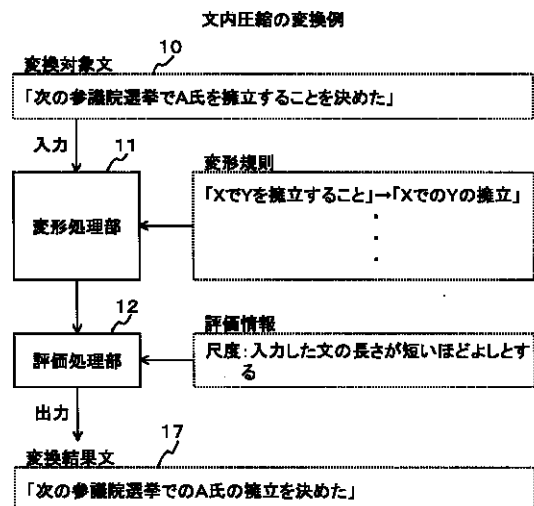 文内圧縮の変換例
10
変換対象文
「次の参議院選挙でA氏を擁立することを決めた」
入力
11
変形規則
変形処理部
「XでYを擁立すること」→「XでのYの擁立」
・
・
・
12
評価情報
評価処理部
尺度:入力した文の長さが短いほどよしとす
る
出力
17
変換結果文
「次の参議院選挙でのA氏の擁立を決めた」